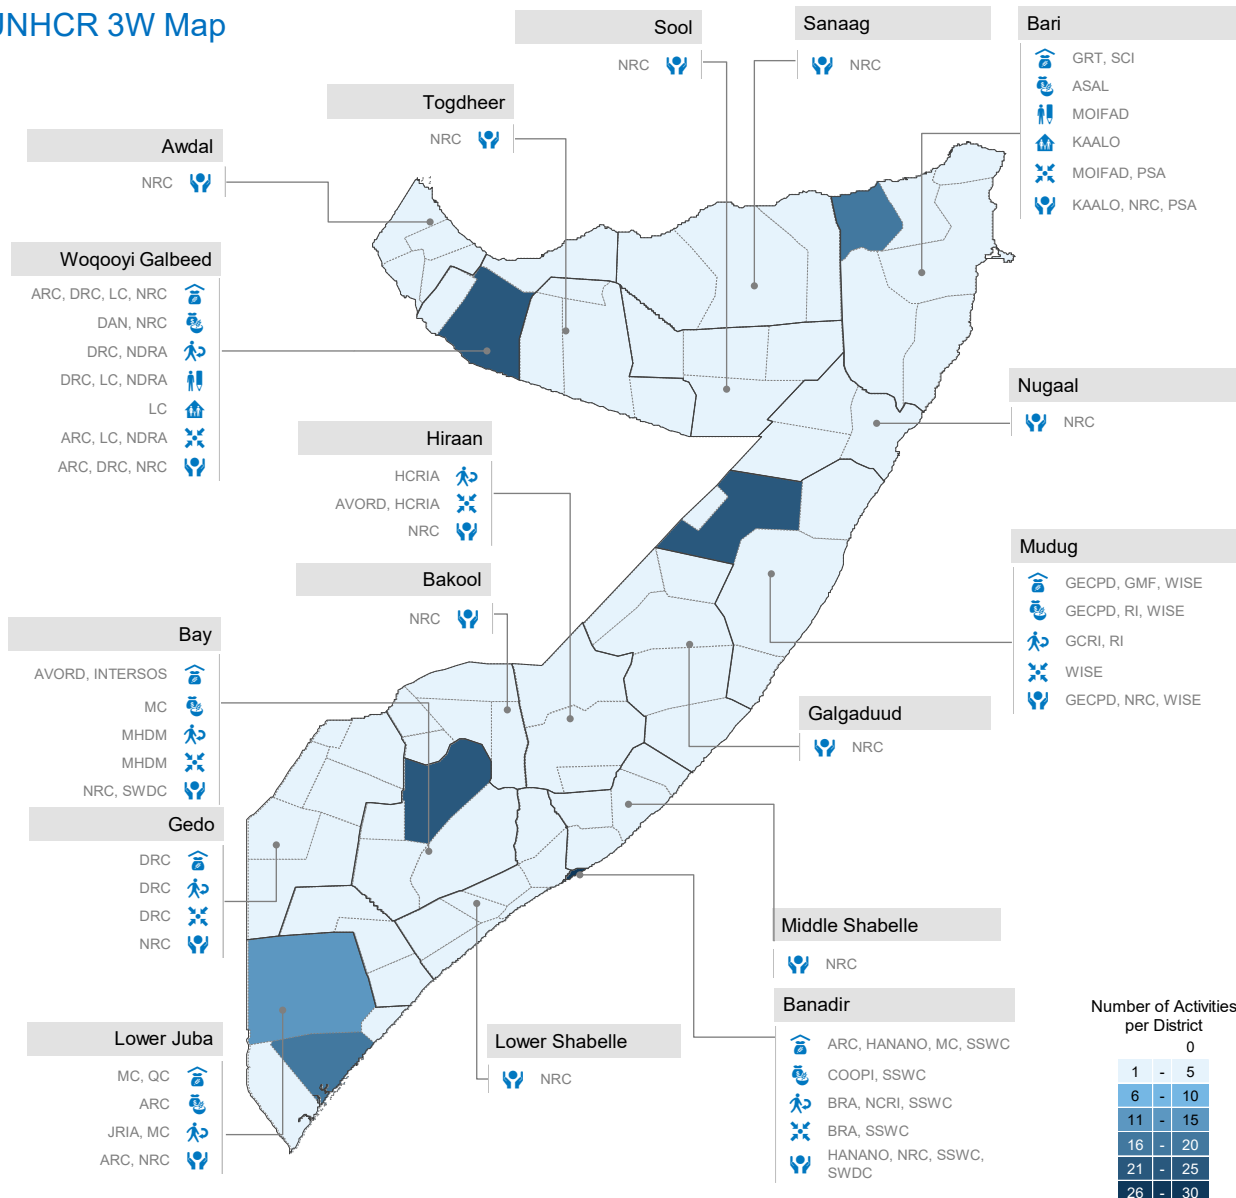 UNHCR 3W Map
Sool
NRC
Sanaag
NRC
Bari
GRT, SCI
ASAL
MOIFAD
KAALO
MOIFAD, PSA
KAALO, NRC, PSA
Togdheer
NRC
Awdal
NRC
Woqooyi Galbeed
ARC, DRC, LC, NRC
DAN, NRC
DRC, NDRA
DRC, LC, NDRA
LC
ARC, LC, NDRA
ARC, DRC, NRC
Nugaal
NRC
Hiraan
HCRIA
AVORD, HCRIA
NRC
Mudug
GECPD, GMF, WISE
GECPD, RI, WISE
GCRI, RI
WISE
GECPD, NRC, WISE
Bakool
NRC
Bay
AVORD, INTERSOS
MC
MHDM
MHDM
NRC, SWDC
Galgaduud
NRC
Gedo
DRC
DRC
DRC
NRC
Middle Shabelle
NRC
Banadir
ARC, HANANO, MC, SSWC
COOPI, SSWC
BRA, NCRI, SSWC
BRA, SSWC
HANANO, NRC, SSWC,
SWDC
Lower Juba
MC, QC
ARC
JRIA, MC
ARC, NRC
Lower Shabelle
NRC
Number of Activities
per District
0
1 - 5
6 - 10
11 - 15
16 - 20
21 - 25
26 - 30